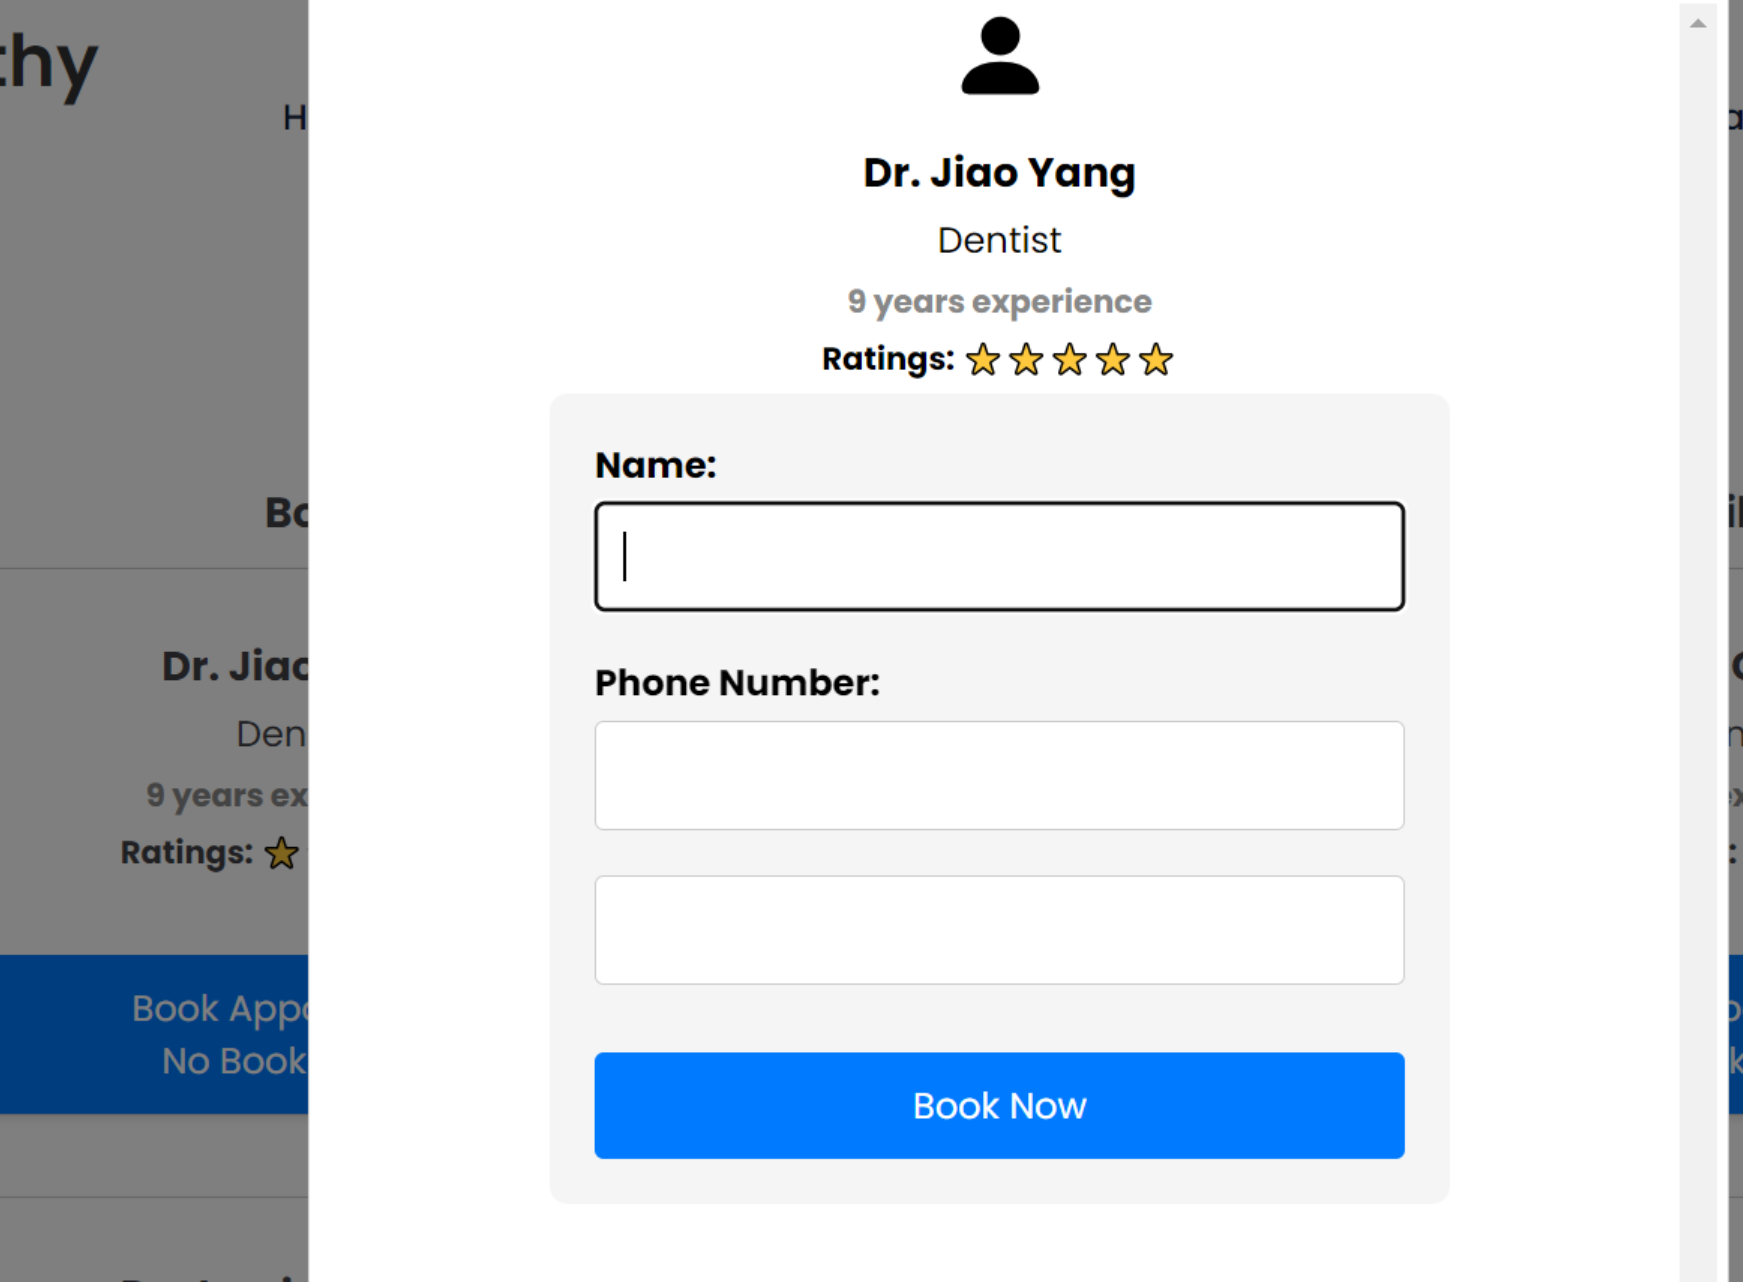 thy
H
Dr. Jiao Yang
Dentist
9 years experience
Ratings:
Name:
Phone Number:
Book Now
Bo
Dr. Jiao
Den
9 years ex
Ratings:
Book Appo
No Book